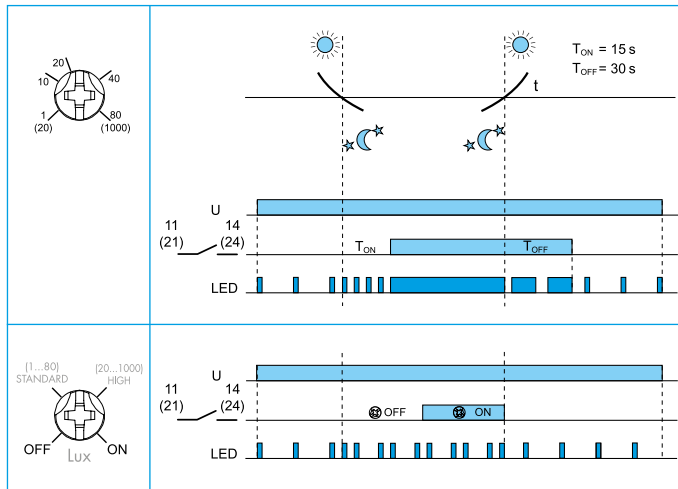 20
10
40
1
(20)
80
(1000)
t
T_ON = 15 s
T_OFF = 30 s
U
11
(21)
14
(24)
T_ON
T_OFF
LED
(1...80)
STANDARD
(20...1000)
HIGH
OFF
Lux
ON
U
11
(21)
14
(24)
OFF
ON
LED